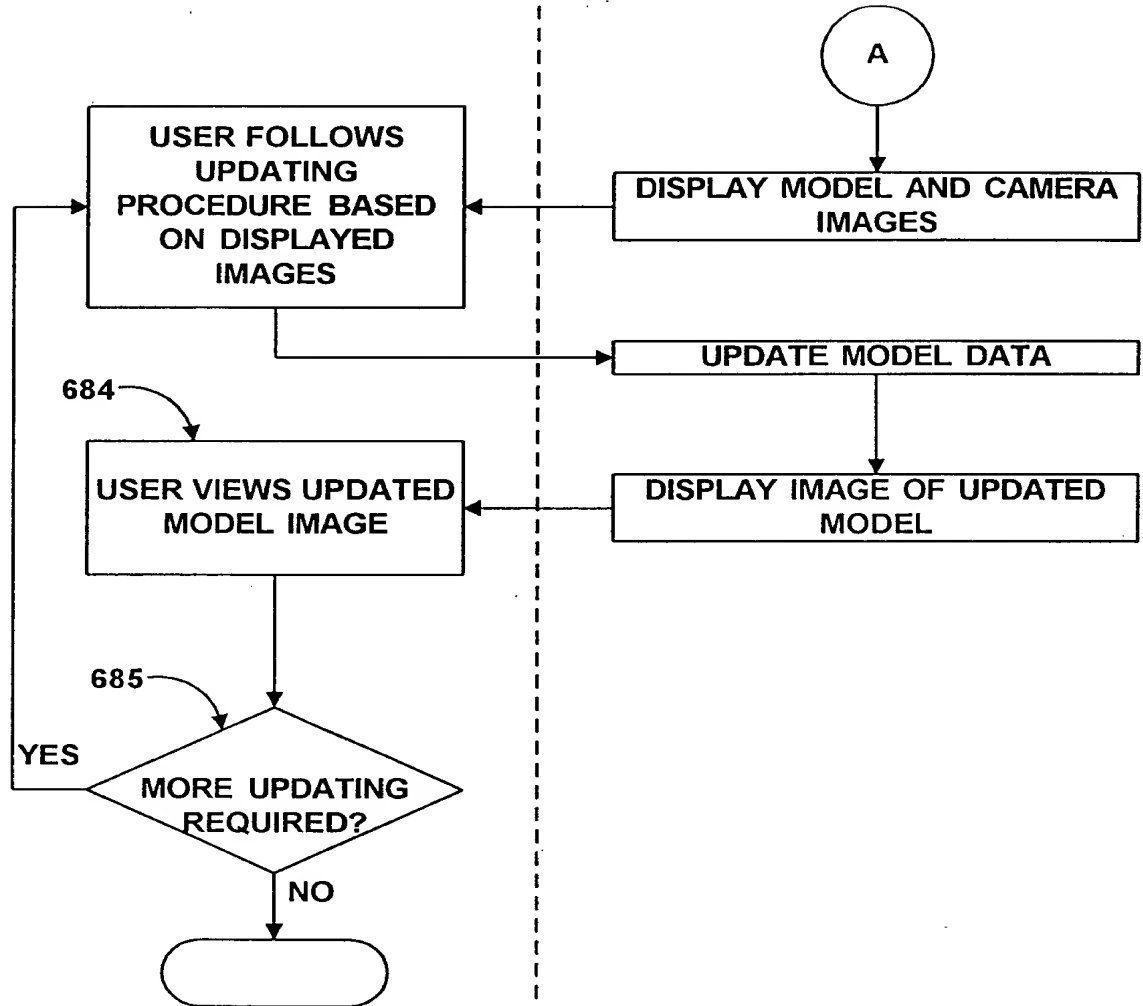 A
USER FOLLOWS
UPDATING
PROCEDURE BASED
ON DISPLAYED
IMAGES
DISPLAY MODEL AND CAMERA
IMAGES
UPDATE MODEL DATA
684
USER VIEWS UPDATED
MODEL IMAGE
DISPLAY IMAGE OF UPDATED
MODEL
685
YES
MORE UPDATING
REQUIRED?
NO